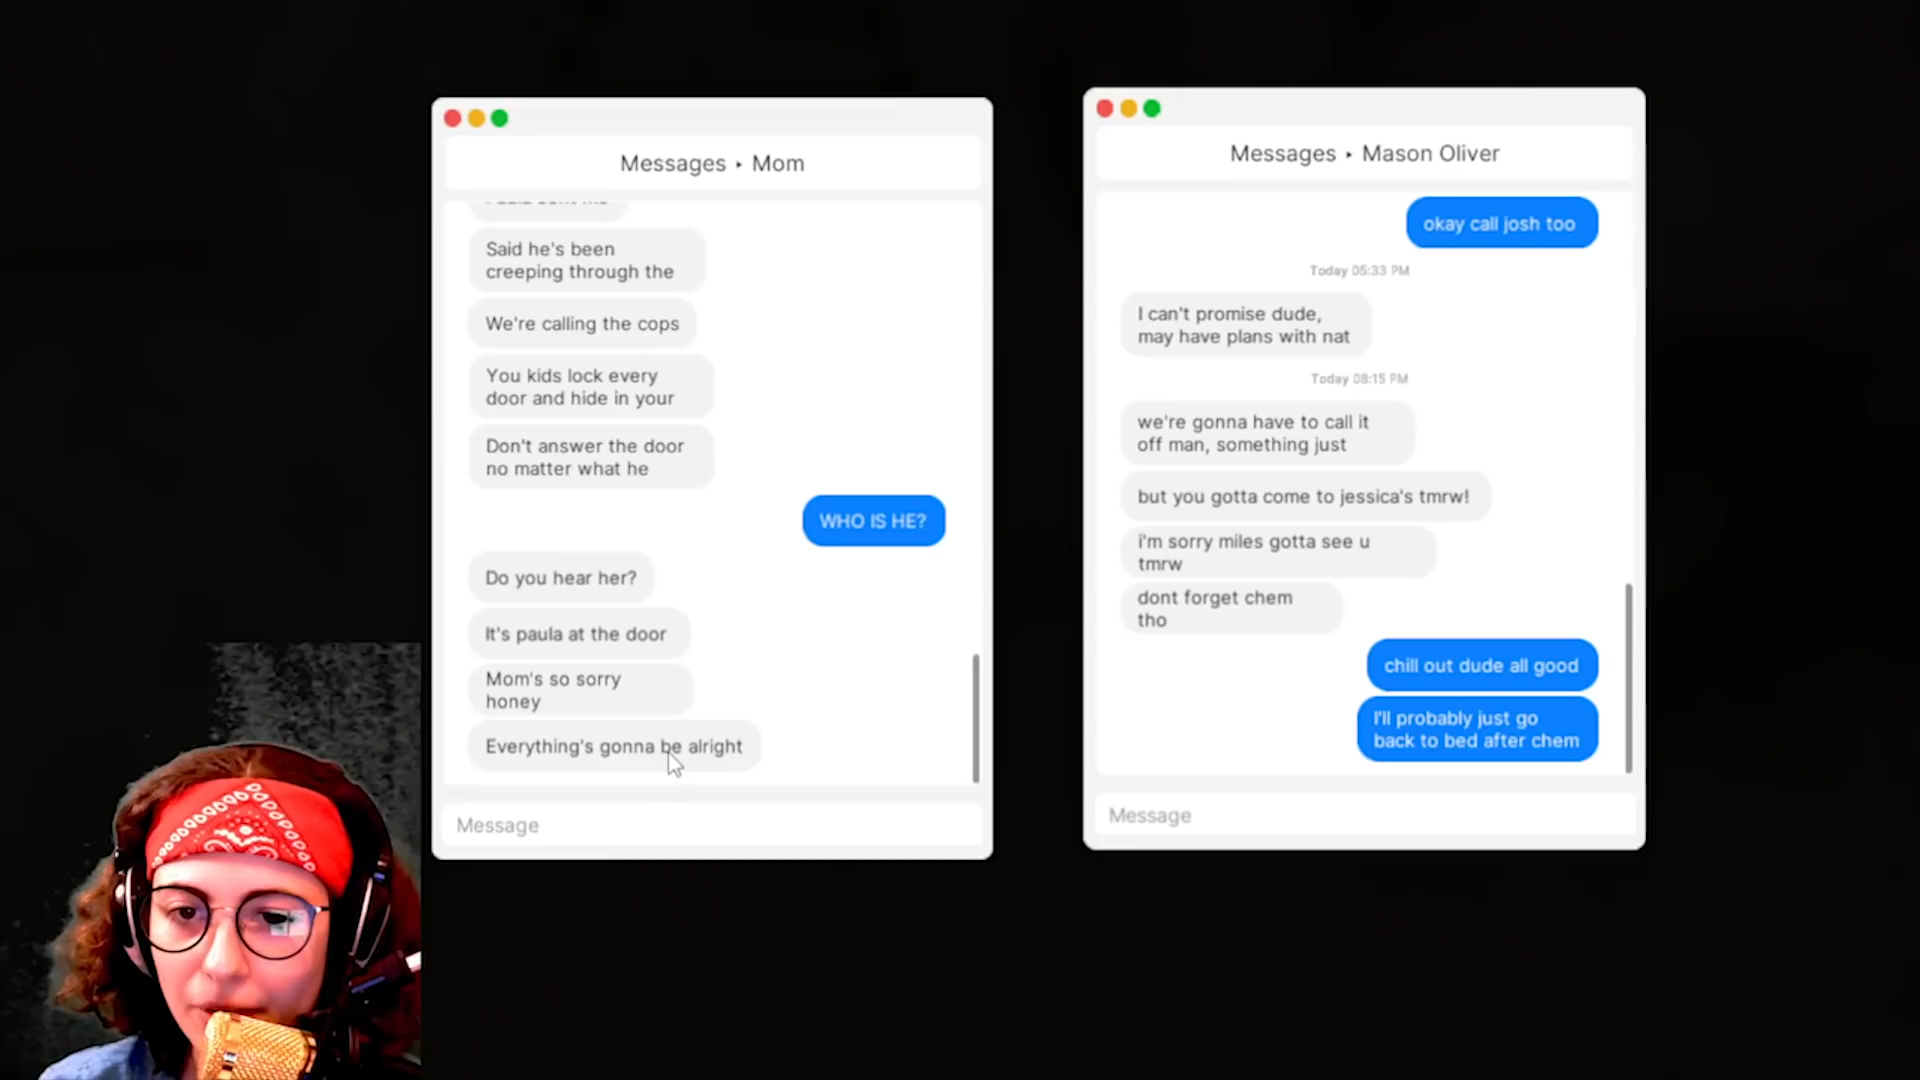 Messages ▸ Mom
Said he's been
creeping through the
We're calling the cops
You kids lock every
door and hide in your
Don't answer the door
no matter what he
WHO IS HE?
Do you hear her?
It's paula at the door
Mom's so sorry
honey
Everything's gonna be alright
Message
Messages ▸ Mason Oliver
okay call josh too
Today 05:33 PM
I can't promise dude,
may have plans with nat
Today 08:15 PM
we're gonna have to call it
off man, something just
but you gotta come to jessica's tmrw!
i'm sorry miles gotta see u
tmrw
dont forget chem
tho
chill out dude all good
I'll probably just go
back to bed after chem
Message